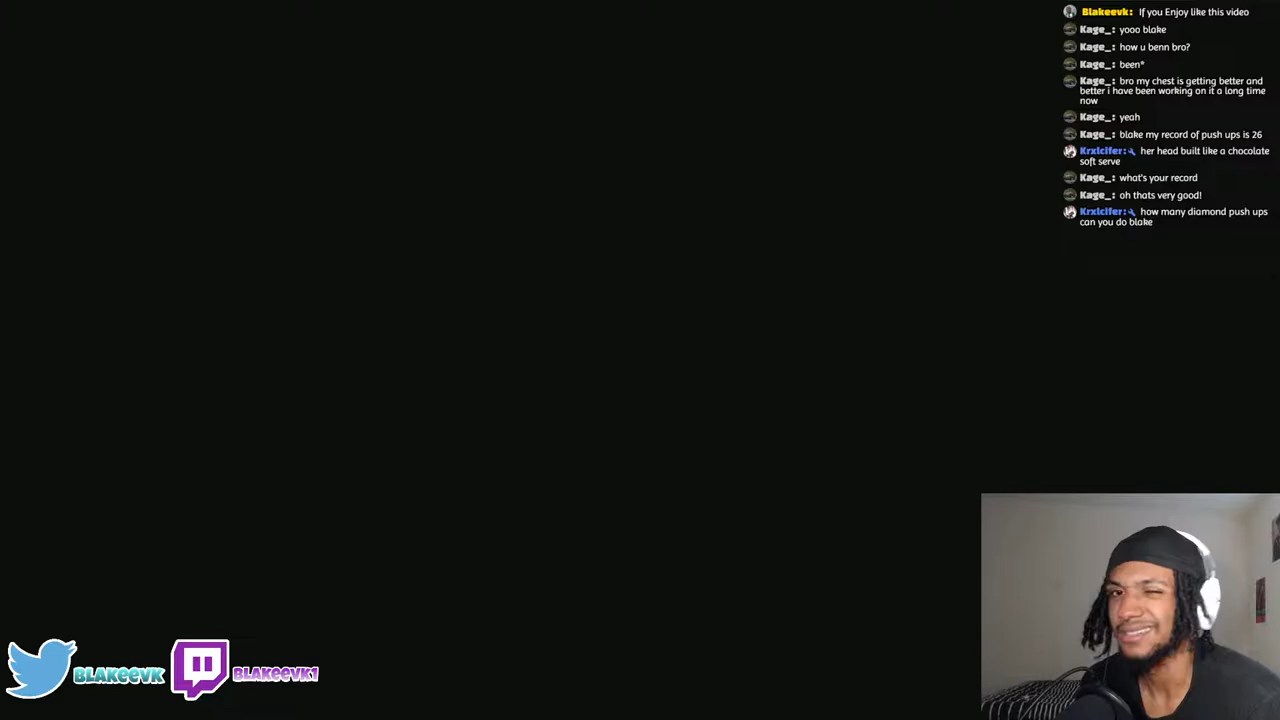 Blakeevk: If you Enjoy like this video
Kage_: yooo blake
Kage_: how u benn bro?
Kage_: been*
Kage_: bro my chest is getting better and
better i have been working on it a long time
now
Kage_: yeah
Kage_: blake my record of push ups is 26
Krxlcifer: her head built like a chocolate
soft serve
Kage_: what's your record
Kage_: oh thats very good!
Krxlcifer: how many diamond push ups
can you do blake
BLAKEEVK
BLAKEEVK1